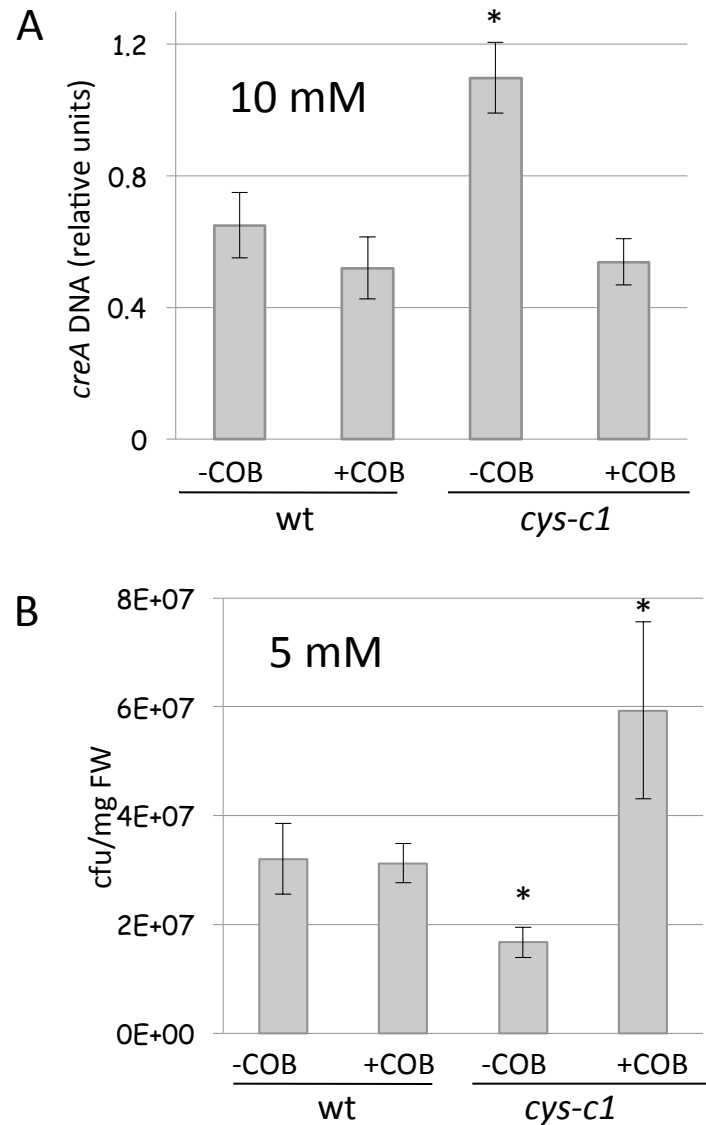 A
creA DNA (relative units)
1.2
0.8
0.4
0
10 mM
*
-COB +COB -COB +COB
wt cys-c1
B
cfu/mg FW
8E+07
6E+07
4E+07
2E+07
0E+00
5 mM
*
*
-COB +COB -COB +COB
wt cys-c1